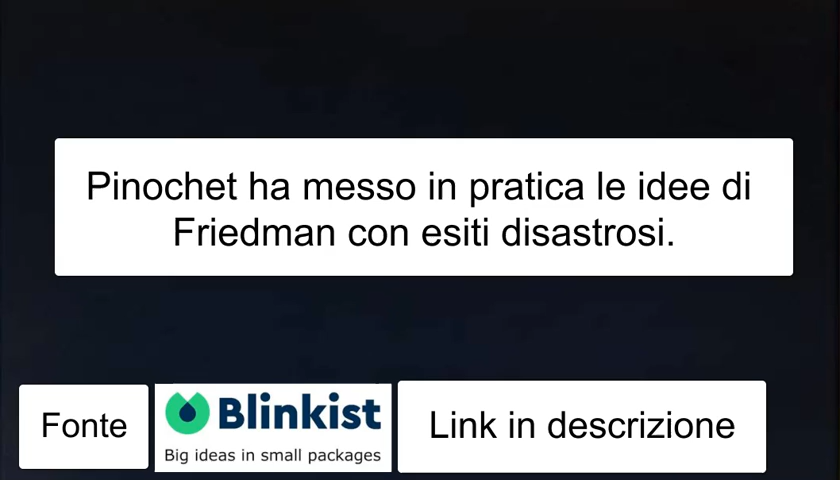 Pinochet ha messo in pratica le idee di
Friedman con esiti disastrosi.
Fonte
Blinkist
Big ideas in small packages
Link in descrizione